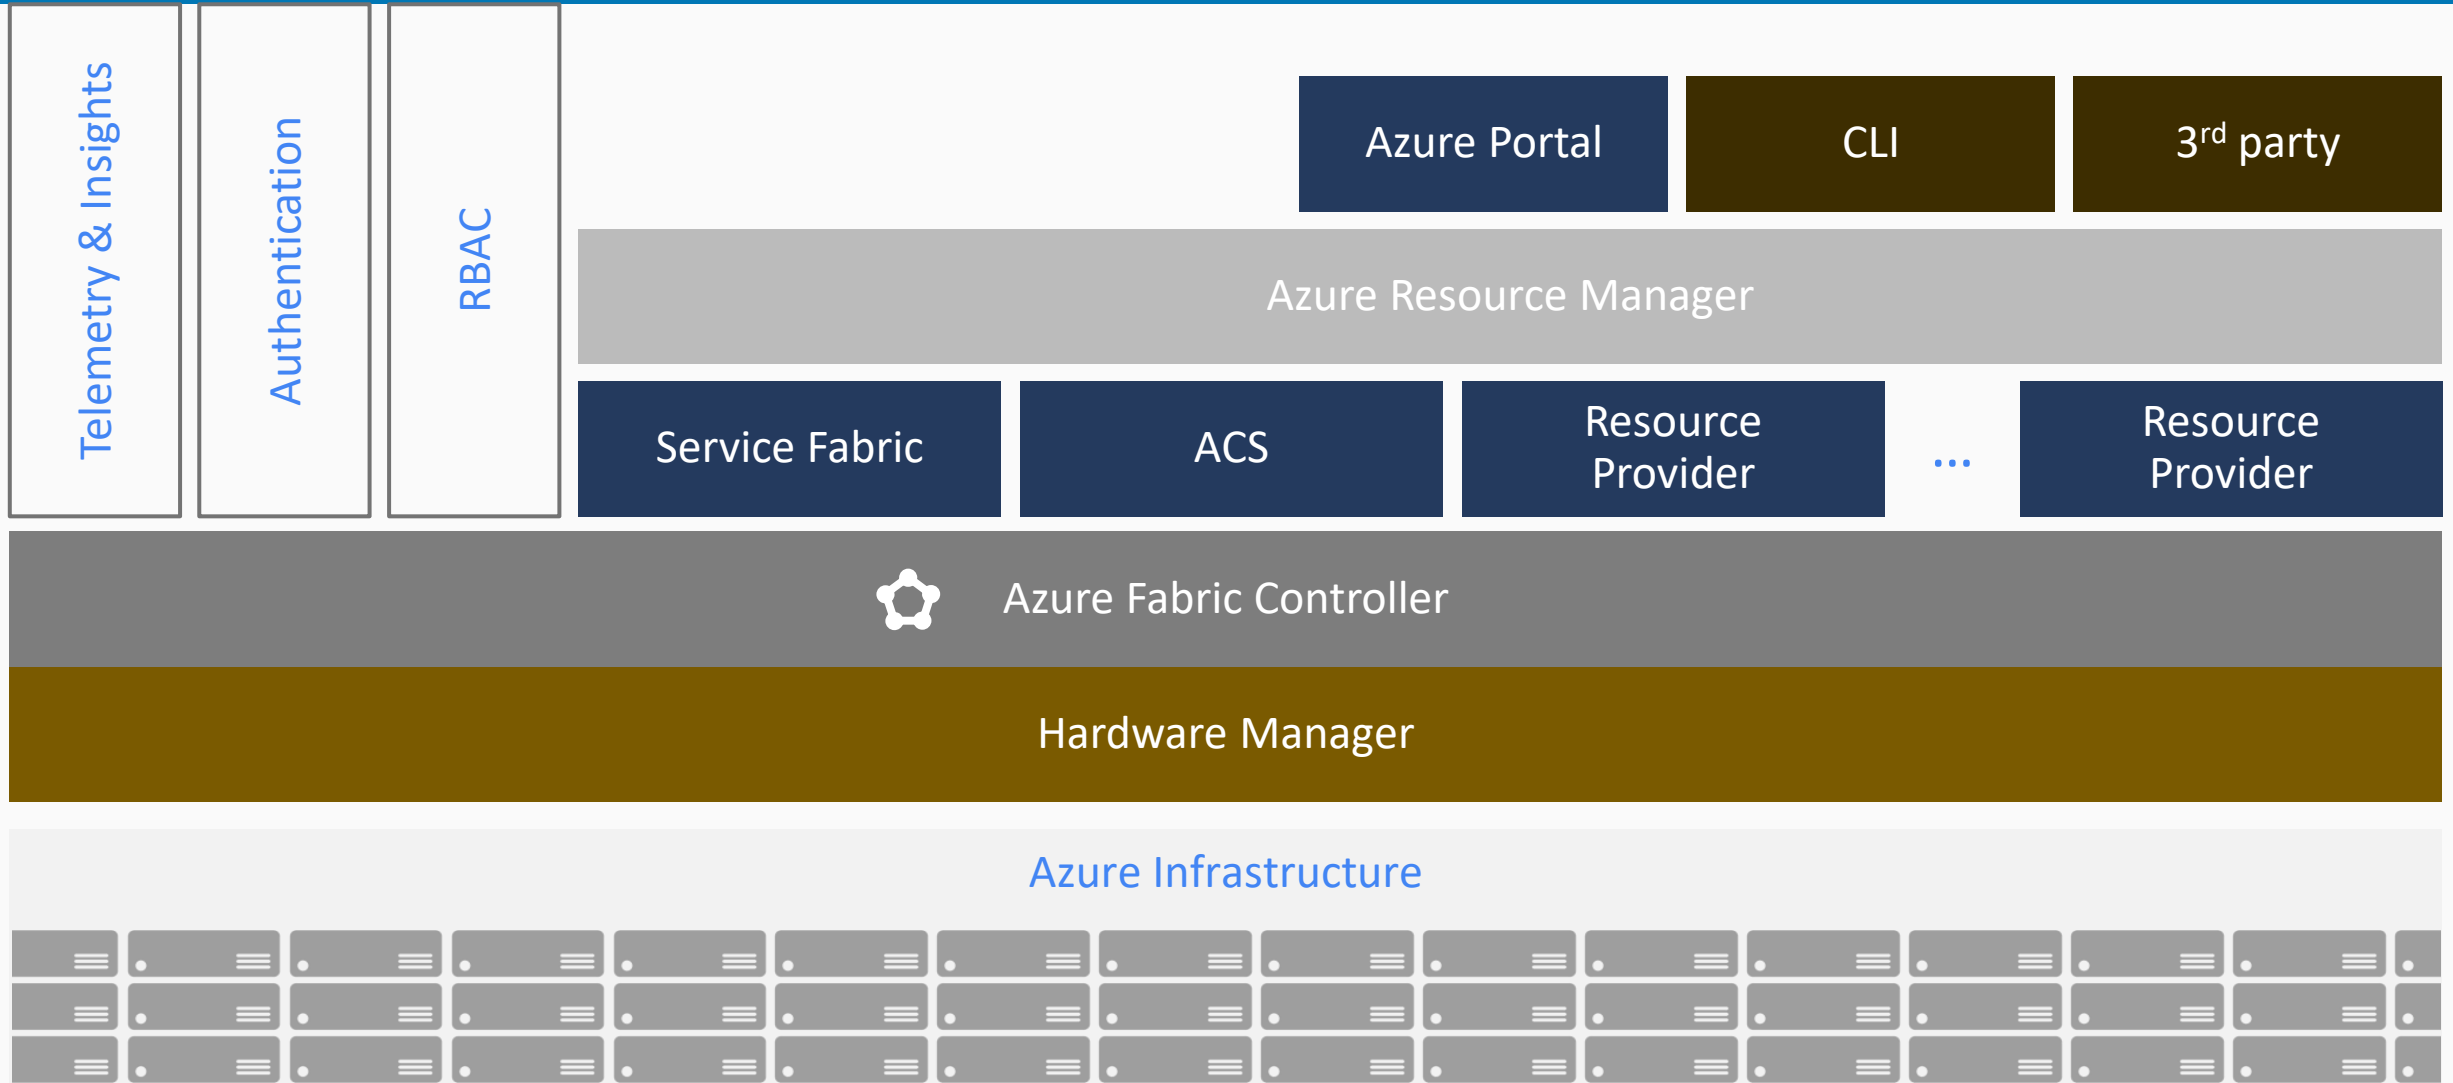 Telemetry & Insights
Authentication
RBAC
Azure Portal
CLI
3rd party
Azure Resource Manager
Service Fabric
ACS
Resource
Provider
...
Resource
Provider
Azure Fabric Controller
Hardware Manager
Azure Infrastructure